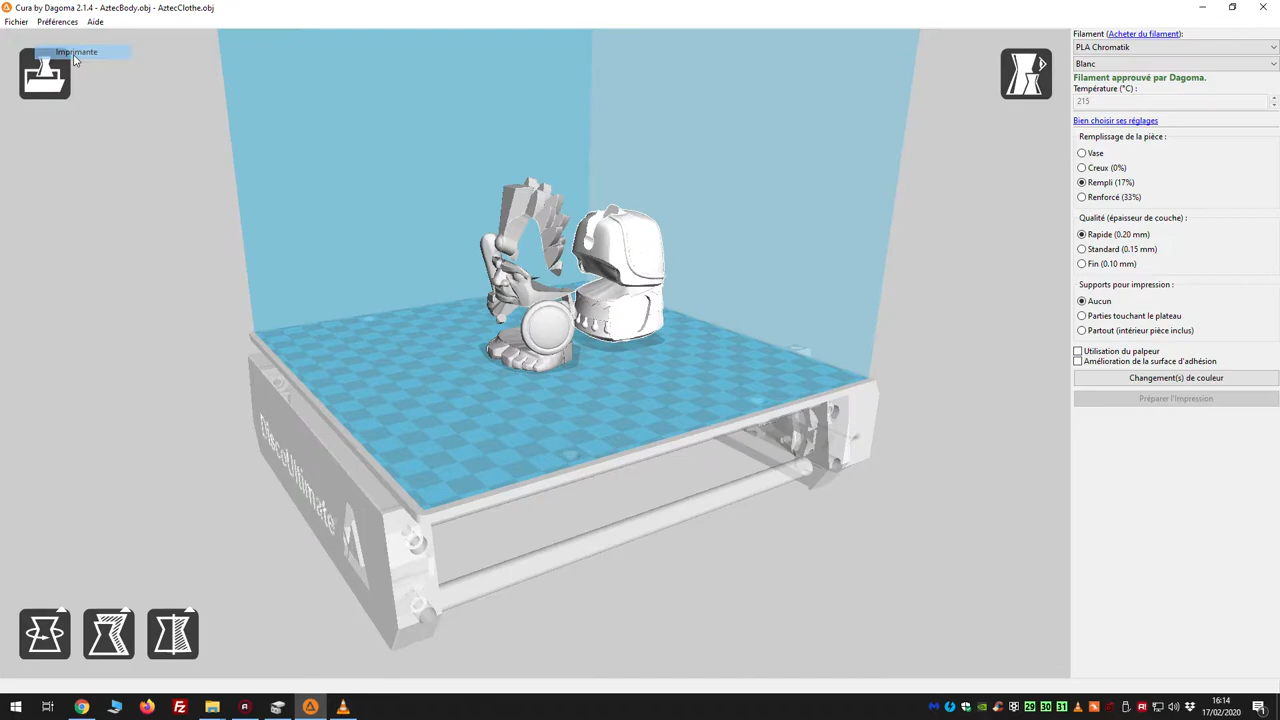 Cura by Dagoma 2.1.4 - AztecBody.obj - AztecClothe.obj
Fichier Préférences Aide
Imprimante
Filament (Acheter du filament):
PLA Chromatik
Blanc
Filament approuvé par Dagoma.
Température (°C) :
215
Bien choisir ses réglages
Remplissage de la pièce :
Vase
Creux (0%)
Rempli (17%)
Renforcé (33%)
Qualité (épaisseur de couche) :
Rapide (0.20 mm)
Standard (0.15 mm)
Fin (0.10 mm)
Supports pour impression :
Aucun
Parties touchant le plateau
Partout (intérieur pièce inclus)
Utilisation du palpeur
Amélioration de la surface d'adhésion
Changement(s) de couleur
Préparer l'Impression
DiscoUltimate
29 30 31
16:14
17/02/2020